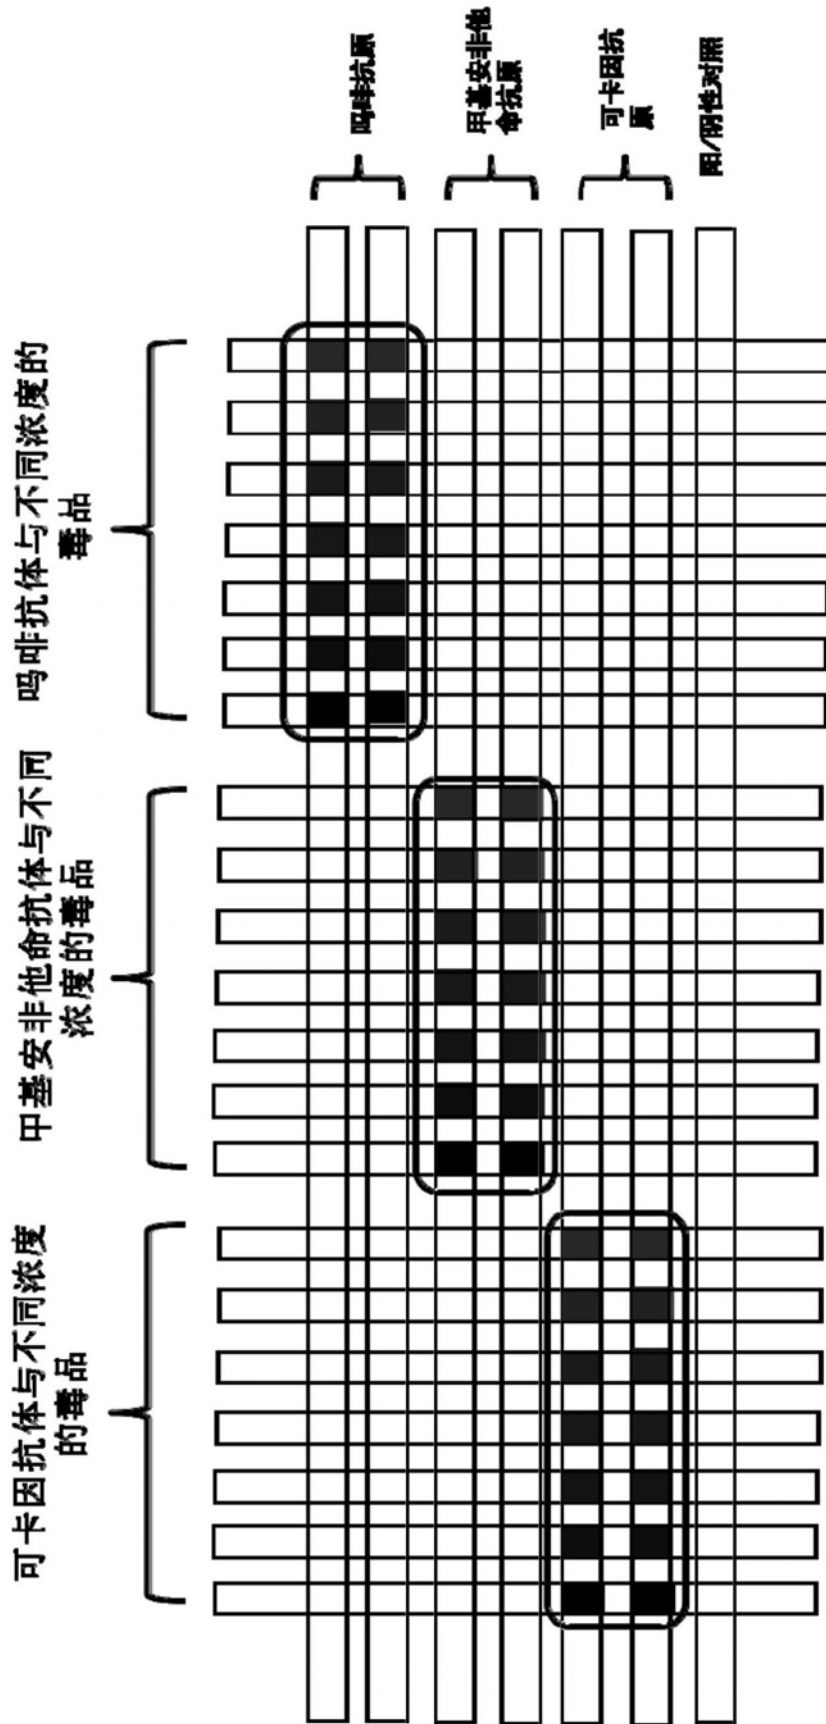 可卡因抗体与不同浓度
的毒品
甲基安非他命抗体与不同
浓度的毒品
吗啡抗体与不同浓度的
毒品
吗啡抗原
甲基安非他
命抗原
可卡因抗
原
阳/阴性对照